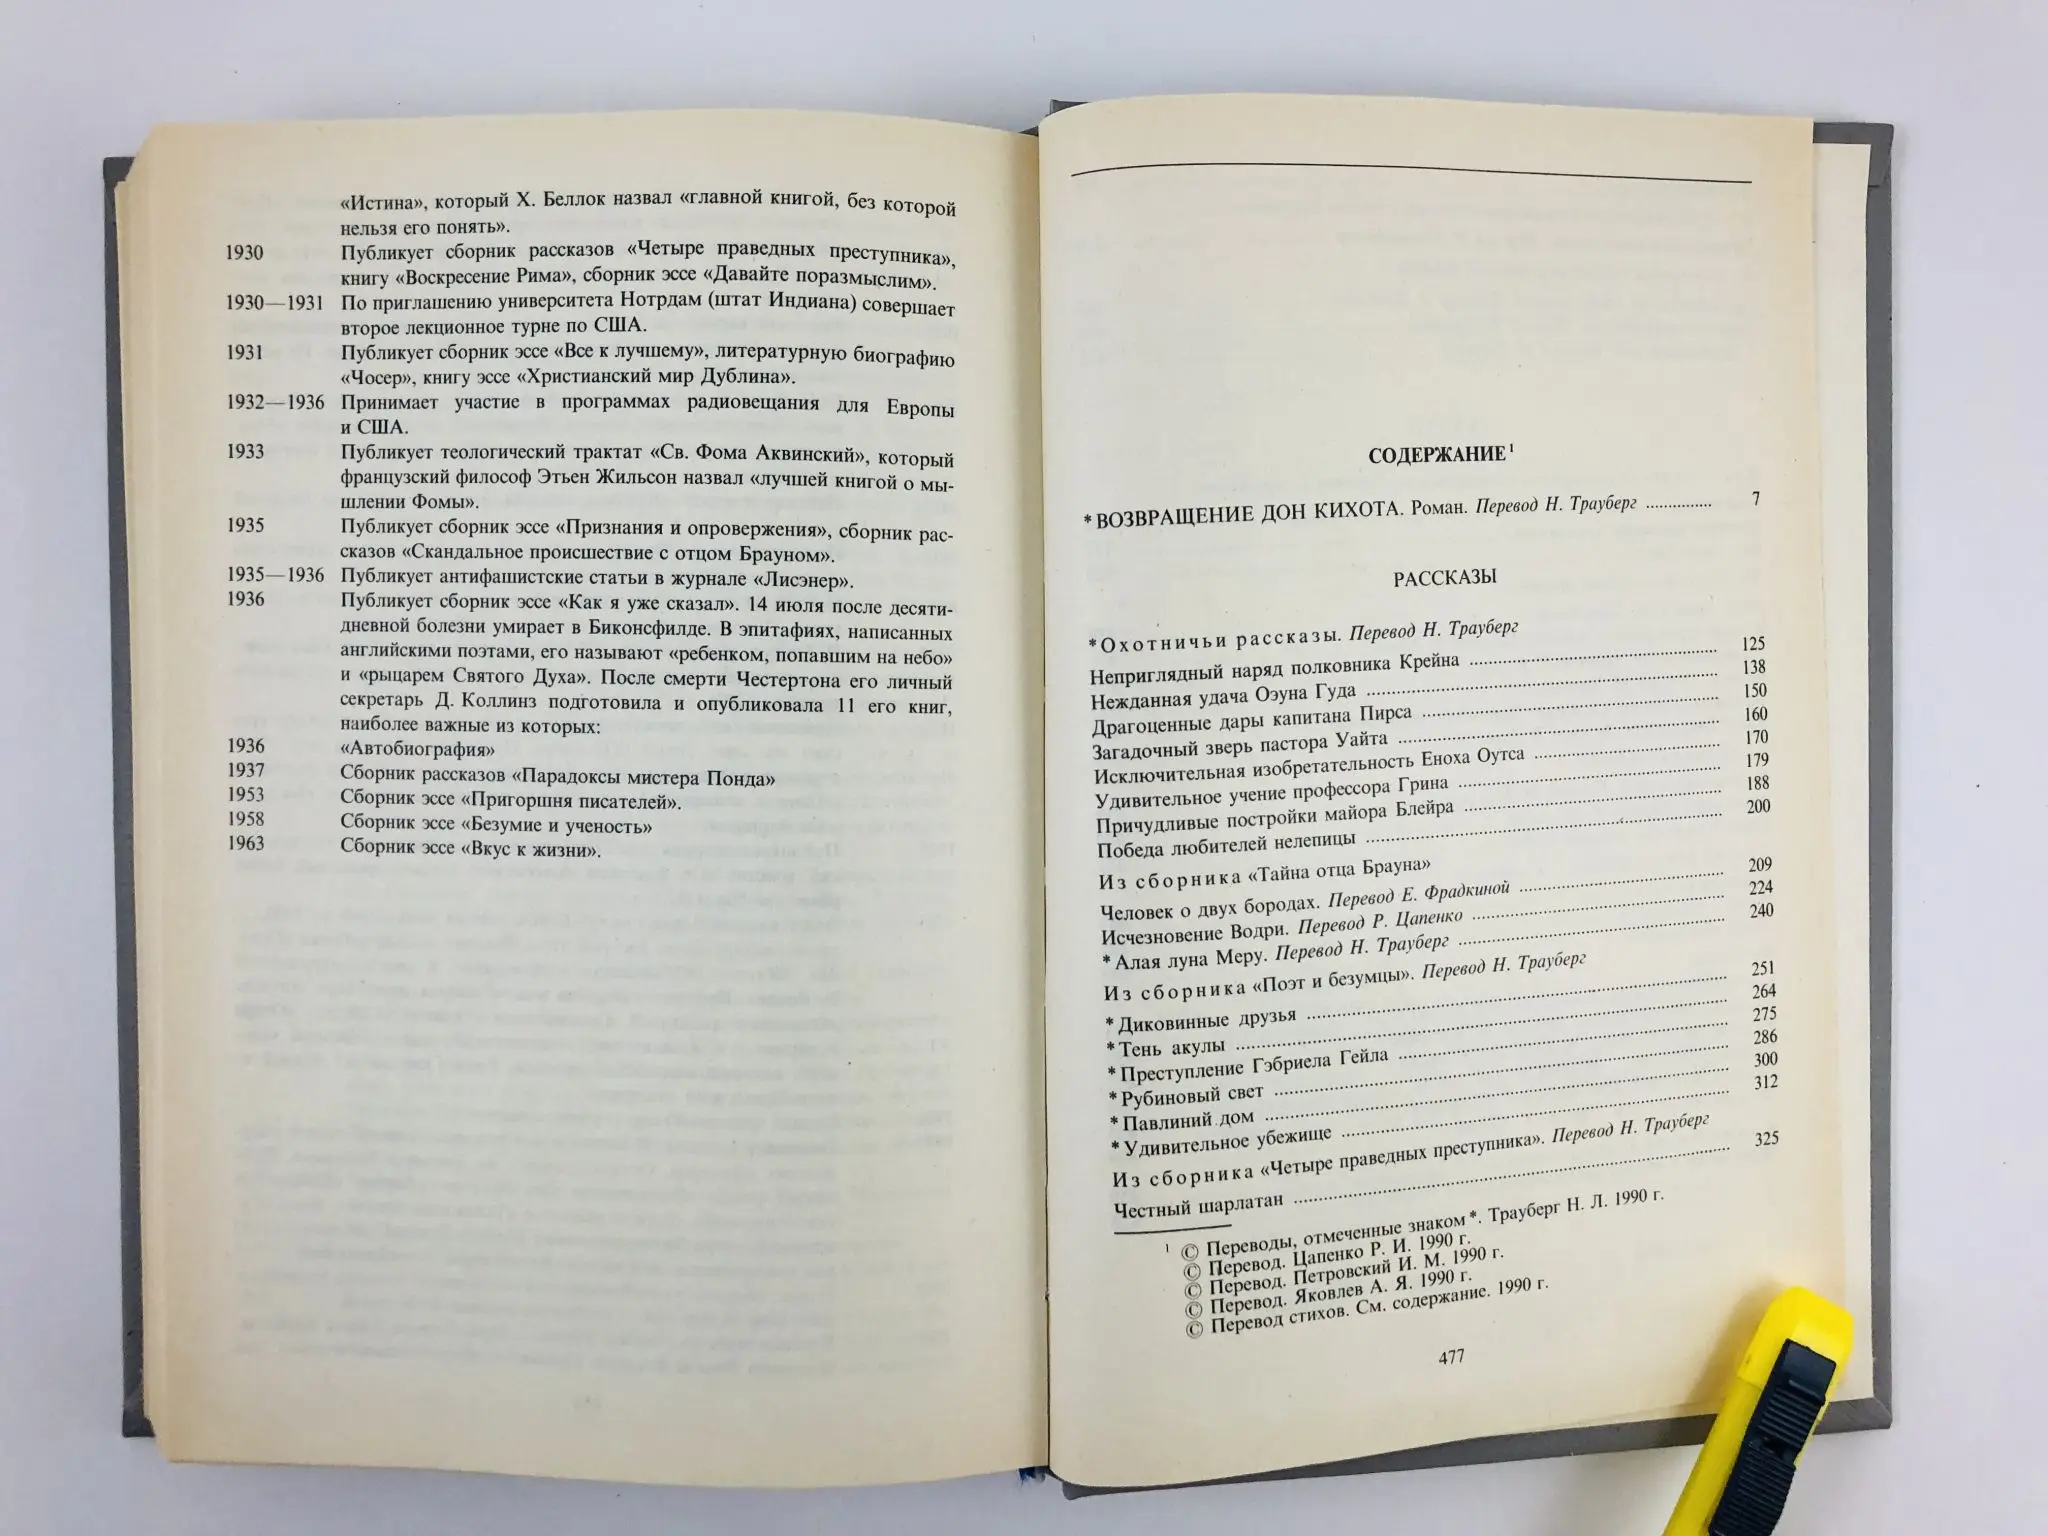 «Истина», который Х. Беллок назвал «главной книгой, без которой
нельзя его понять».
1930 Публикует сборник рассказов «Четыре праведных преступника»,
книгу «Воскресение Рима», сборник эссе «Давайте поразмыслим».
1930—1931 По приглашению университета Нотрдам (штат Индиана) совершает
второе лекционное турне по США.
1931 Публикует сборник эссе «Все к лучшему», литературную биографию
«Чосер», книгу эссе «Христианский мир Дублина».
1932—1936 Принимает участие в программах радиовещания для Европы
и США.
1933 Публикует теологический трактат «Св. Фома Аквинский», который
французский философ Этьен Жильсон назвал «лучшей книгой о мы-
шлении Фомы».
1935 Публикует сборник эссе «Признания и опровержения», сборник рас-
сказов «Скандальное происшествие с отцом Брауном».
1935—1936 Публикует антифашистские статьи в журнале «Лисэнер».
1936 Публикует сборник эссе «Как я уже сказал». 14 июля после десяти-
дневной болезни умирает в Биконсфилде. В эпитафиях, написанных
английскими поэтами, его называют «ребенком, попавшим на небо»
и «рыцарем Святого Духа». После смерти Честертона его личный
секретарь Д. Коллинз подготовила и опубликовала 11 его книг,
наиболее важные из которых:
1936 «Автобиография»
1937 Сборник рассказов «Парадоксы мистера Понда»
1953 Сборник эссе «Пригоршня писателей».
1958 Сборник эссе «Безумие и ученость»
1963 Сборник эссе «Вкус к жизни».
СОДЕРЖАНИЕ¹
*ВОЗВРАЩЕНИЕ ДОН КИХОТА. Роман. Перевод Н. Трауберг ............... 7
РАССКАЗЫ
*Охотничьи рассказы. Перевод Н. Трауберг
Неприглядный наряд полковника Крейна ............... 125
Нежданная удача Оэуна Гуда ............... 138
Драгоценные дары капитана Пирса ............... 150
Загадочный зверь пастора Уайта ............... 160
Исключительная изобретательность Еноха Оутса ............... 170
Удивительное учение профессора Грина ............... 179
Причудливые постройки майора Блейра ............... 188
Победа любителей нелепицы ............... 200
Из сборника «Тайна отца Брауна»
Человек о двух бородах. Перевод Е. Фрадкиной ............... 209
Исчезновение Водри. Перевод Р. Цапенко ............... 224
*Алая луна Меру. Перевод Н. Трауберг ............... 240
Из сборника «Поэт и безумцы». Перевод Н. Трауберг
*Диковинные друзья ............... 251
*Тень акулы ............... 264
*Преступление Гэбриела Гейла ............... 275
*Рубиновый свет ............... 286
*Павлиний дом ............... 300
*Удивительное убежище ............... 312
Из сборника «Четыре праведных преступника». Перевод Н. Трауберг
Честный шарлатан ............... 325
¹ © Переводы, отмеченные знаком *. Трауберг Н. Л. 1990 г.
© Перевод. Цапенко Р. И. 1990 г.
© Перевод. Петровский И. М. 1990 г.
© Перевод. Яковлев А. Я. 1990 г.
© Перевод стихов. См. содержание. 1990 г.
477